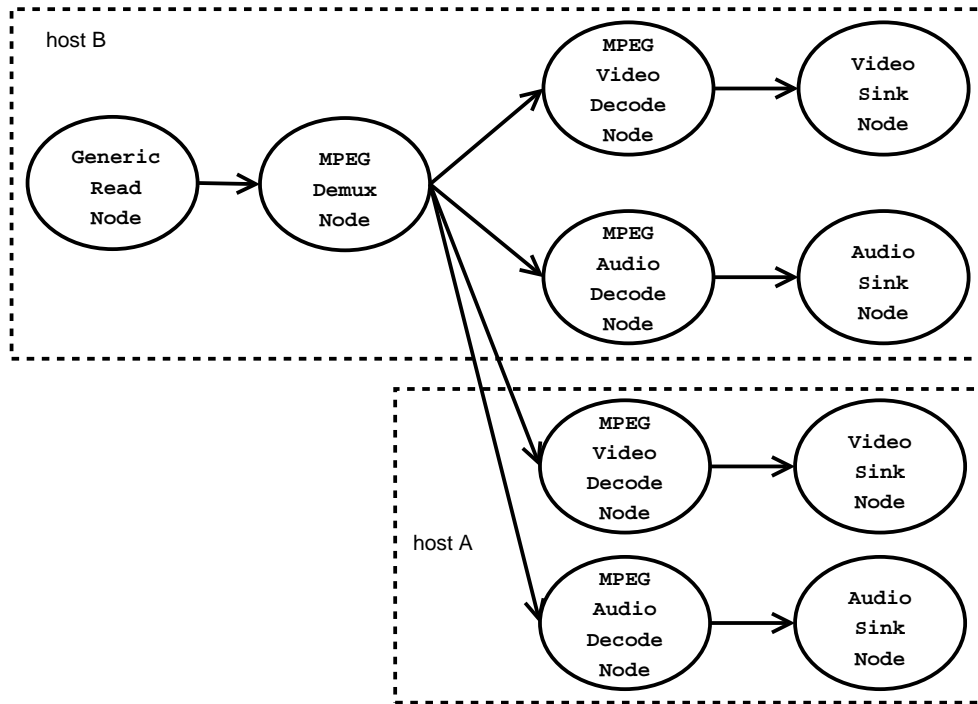 host B
Generic
Read
Node
MPEG
Demux
Node
MPEG
Video
Decode
Node
Video
Sink
Node
MPEG
Audio
Decode
Node
Audio
Sink
Node
host A
MPEG
Video
Decode
Node
Video
Sink
Node
MPEG
Audio
Decode
Node
Audio
Sink
Node